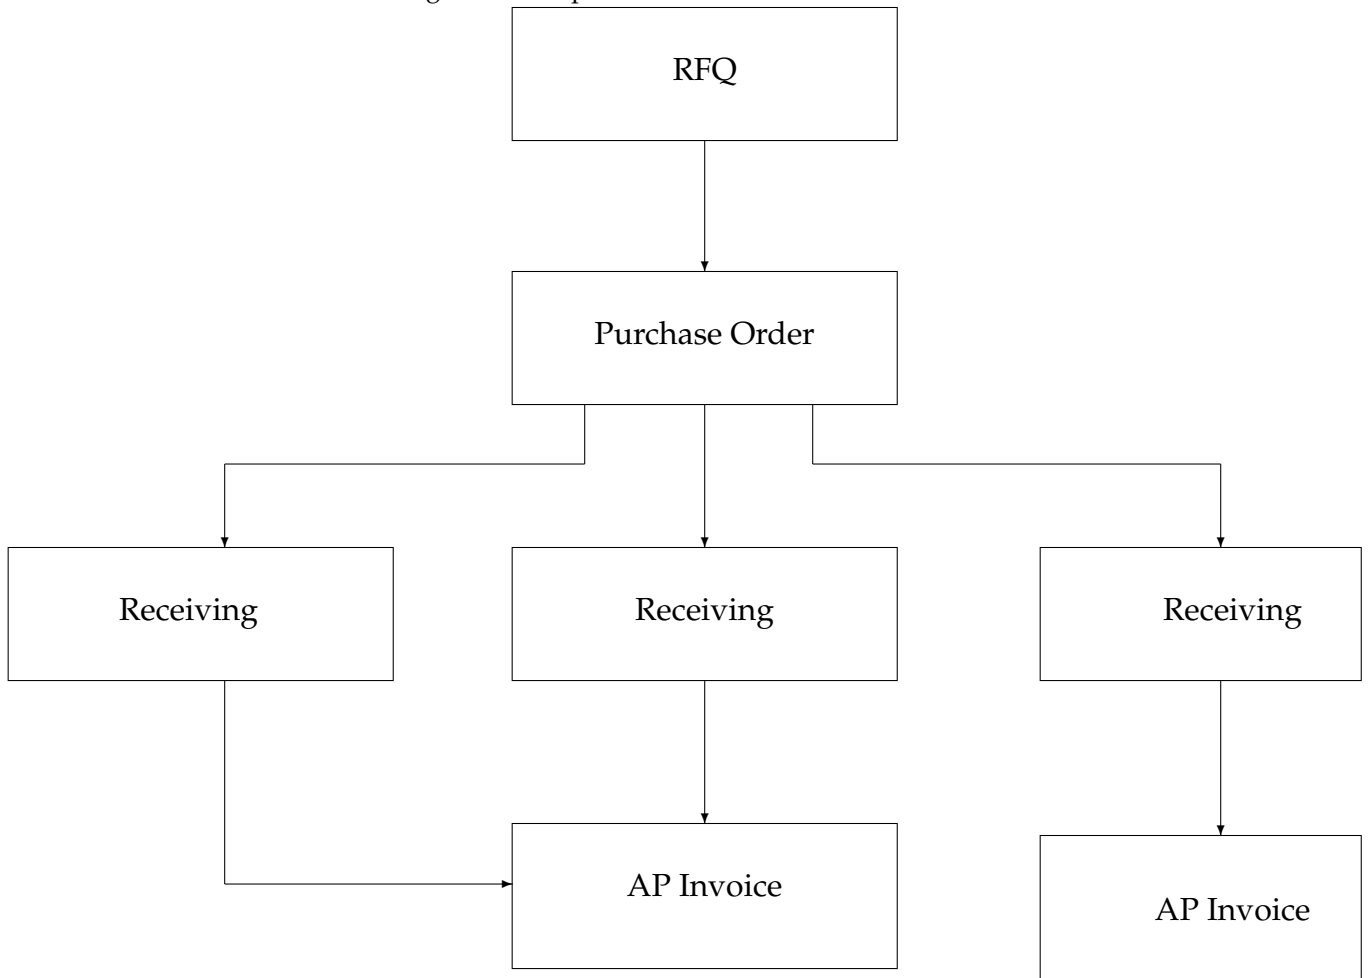 RFQ
Purchase Order
Receiving
Receiving
Receiving
AP Invoice
AP Invoice